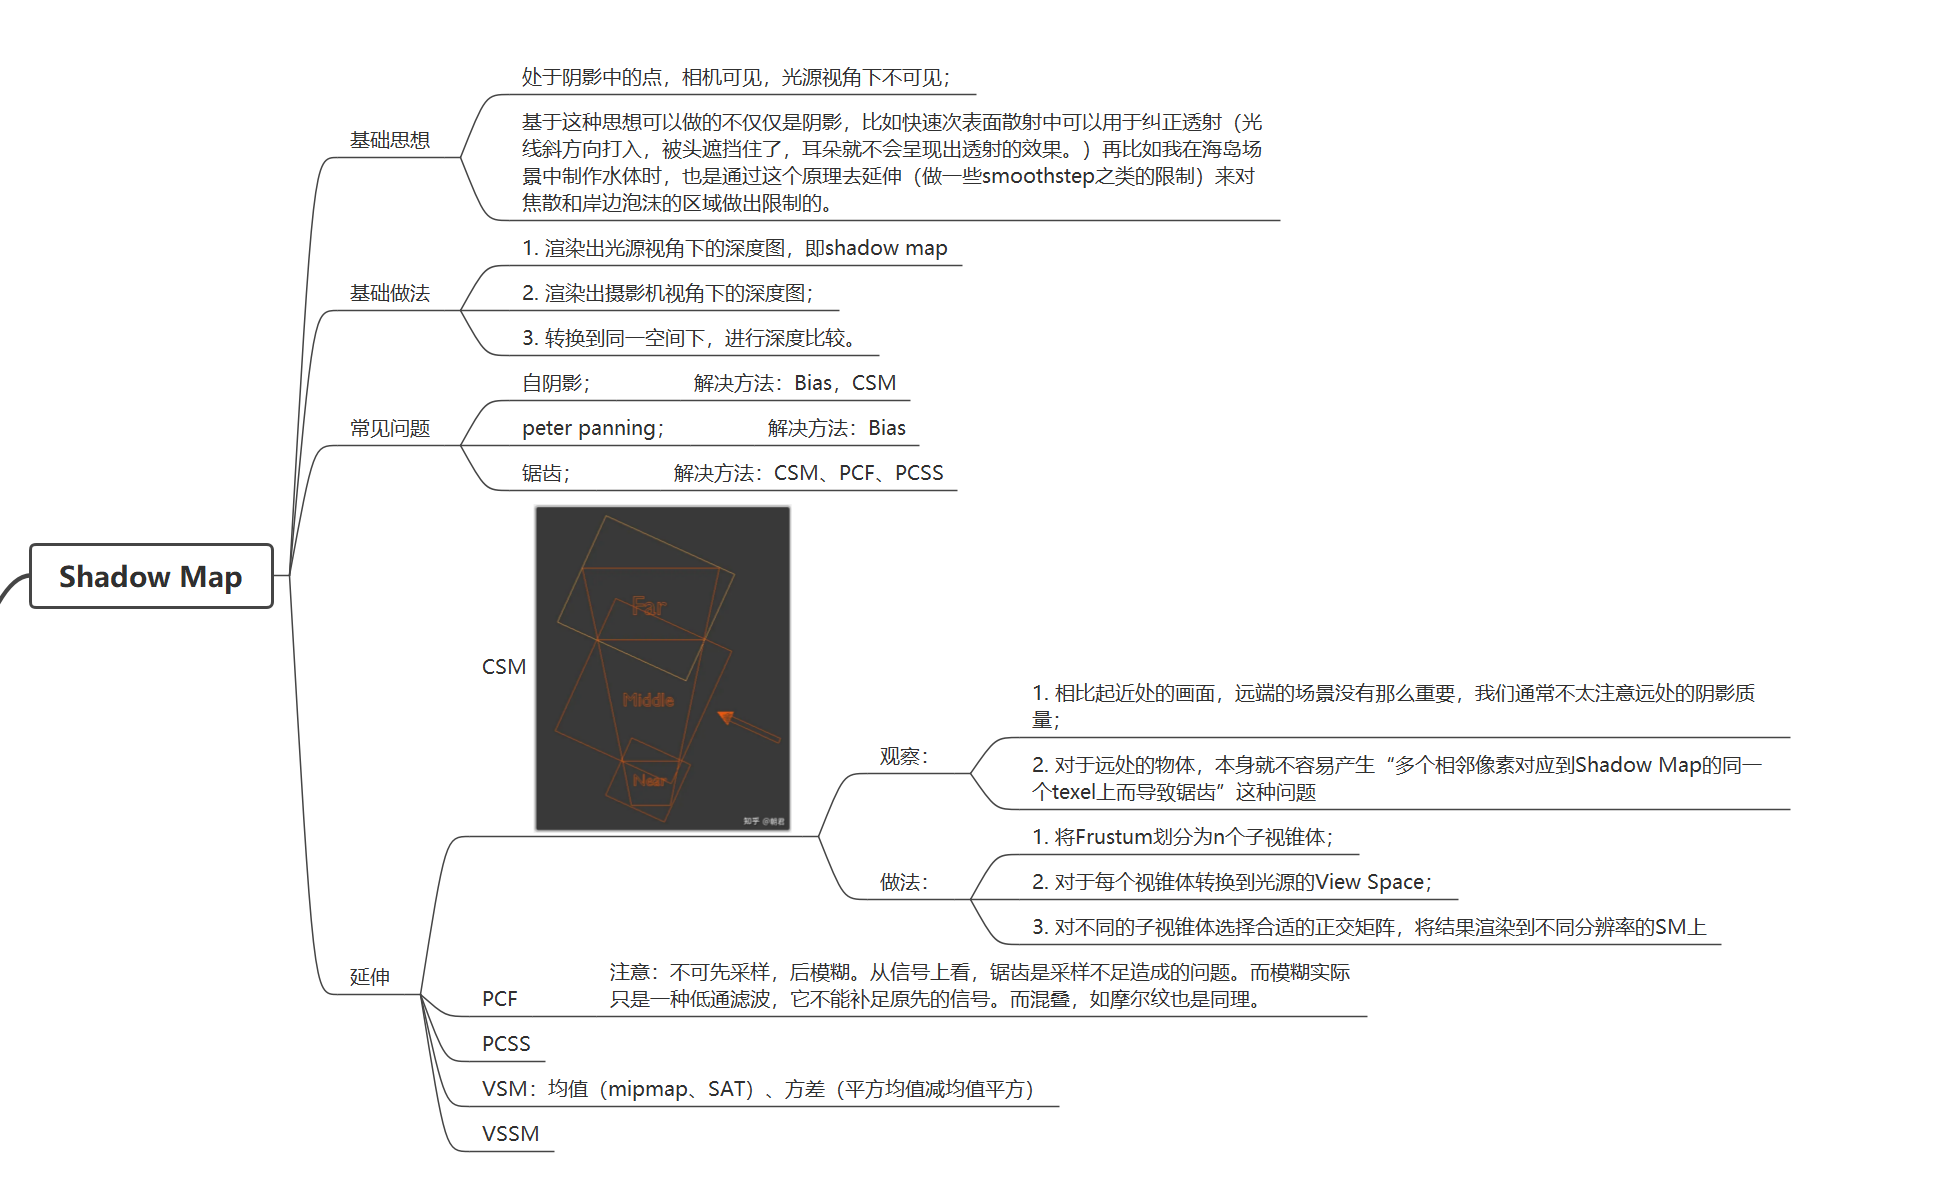 处于阴影中的点，相机可见，光源视角下不可见；
基础思想
基于这种思想可以做的不仅仅是阴影，比如快速次表面散射中可以用于纠正透射（光
线斜方向打入，被头遮挡住了，耳朵就不会呈现出透射的效果。）再比如我在海岛场
景中制作水体时，也是通过这个原理去延伸（做一些smoothstep之类的限制）来对
焦散和岸边泡沫的区域做出限制的。
基础做法
1. 渲染出光源视角下的深度图，即shadow map
2. 渲染出摄影机视角下的深度图；
3. 转换到同一空间下，进行深度比较。
常见问题
自阴影； 解决方法：Bias，CSM
peter panning； 解决方法：Bias
锯齿； 解决方法：CSM、PCF、PCSS
Shadow Map
延伸
CSM
Far
Middle
Near
知乎 @朝君
观察：
1. 相比起近处的画面，远端的场景没有那么重要，我们通常不太注意远处的阴影质
量；
2. 对于远处的物体，本身就不容易产生“多个相邻像素对应到Shadow Map的同一
个texel上而导致锯齿”这种问题
做法：
1. 将Frustum划分为n个子视锥体；
2. 对于每个视锥体转换到光源的View Space；
3. 对不同的子视锥体选择合适的正交矩阵，将结果渲染到不同分辨率的SM上
PCF
注意：不可先采样，后模糊。从信号上看，锯齿是采样不足造成的问题。而模糊实际
只是一种低通滤波，它不能补足原先的信号。而混叠，如摩尔纹也是同理。
PCSS
VSM：均值（mipmap、SAT）、方差（平方均值减均值平方）
VSSM